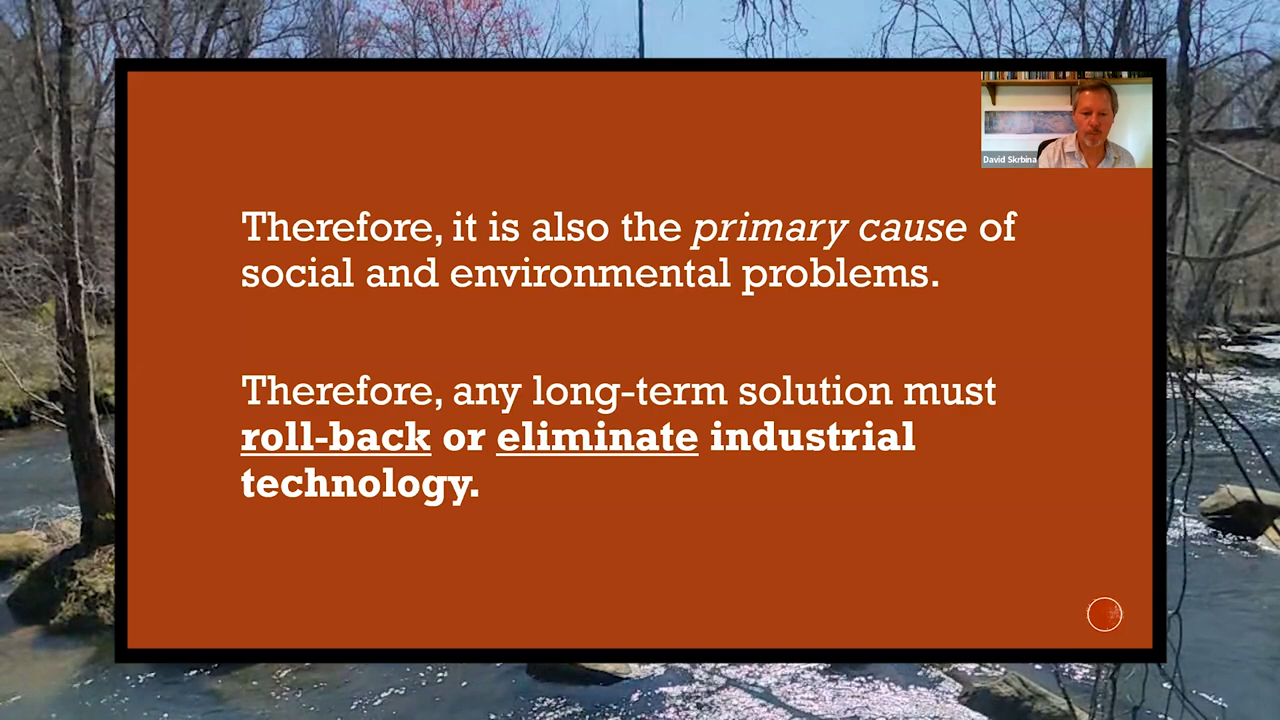 David Skrbina
Therefore, it is also the primary cause of
social and environmental problems.
Therefore, any long-term solution must
roll-back or eliminate industrial
technology.